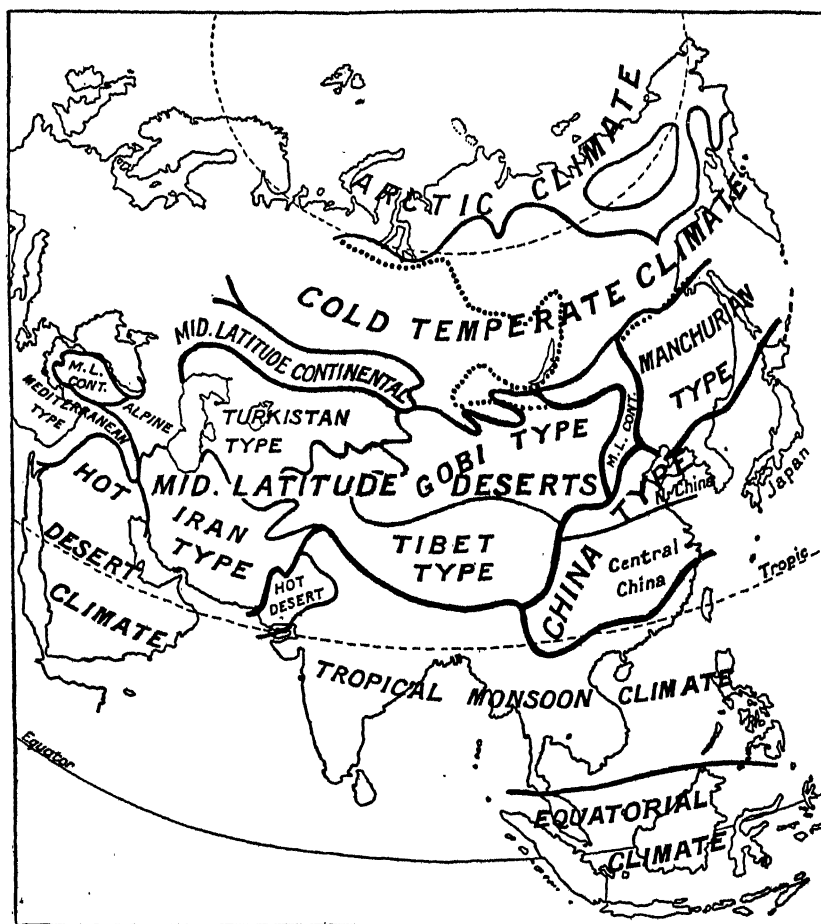 ARCTIC CLIMATE
COLD TEMPERATE CLIMATE
MID. LATITUDE CONTINENTAL
MANCHURIAN
TYPE
M.L.
CONT.
MEDITERRANEAN
TYPE
ALPINE
TURKISTAN
TYPE
GOBI TYPE
M.L. CONT.
MID. LATITUDE DESERTS
HOT
DESERT
CLIMATE
IRAN
TYPE
TIBET
TYPE
HOT
DESERT
CHINA TYPE
N. China
Central
China
Japan
Tropic
TROPICAL MONSOON CLIMATE
Equator
EQUATORIAL
CLIMATE